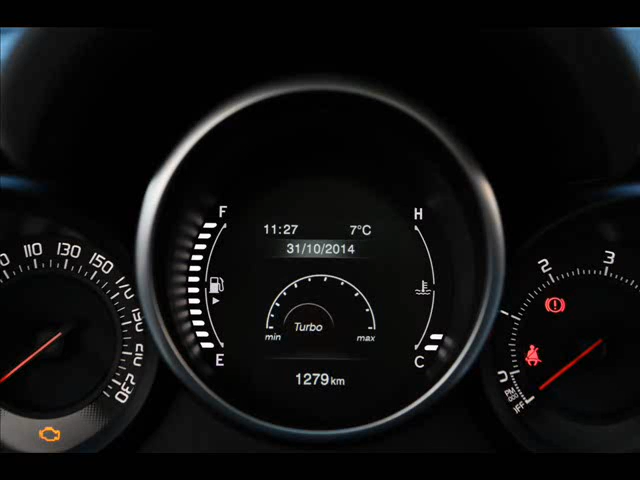 F H
11:27 7°C
31/10/2014
Turbo
min max
E C
1279 km
110 130 150 170
2 3